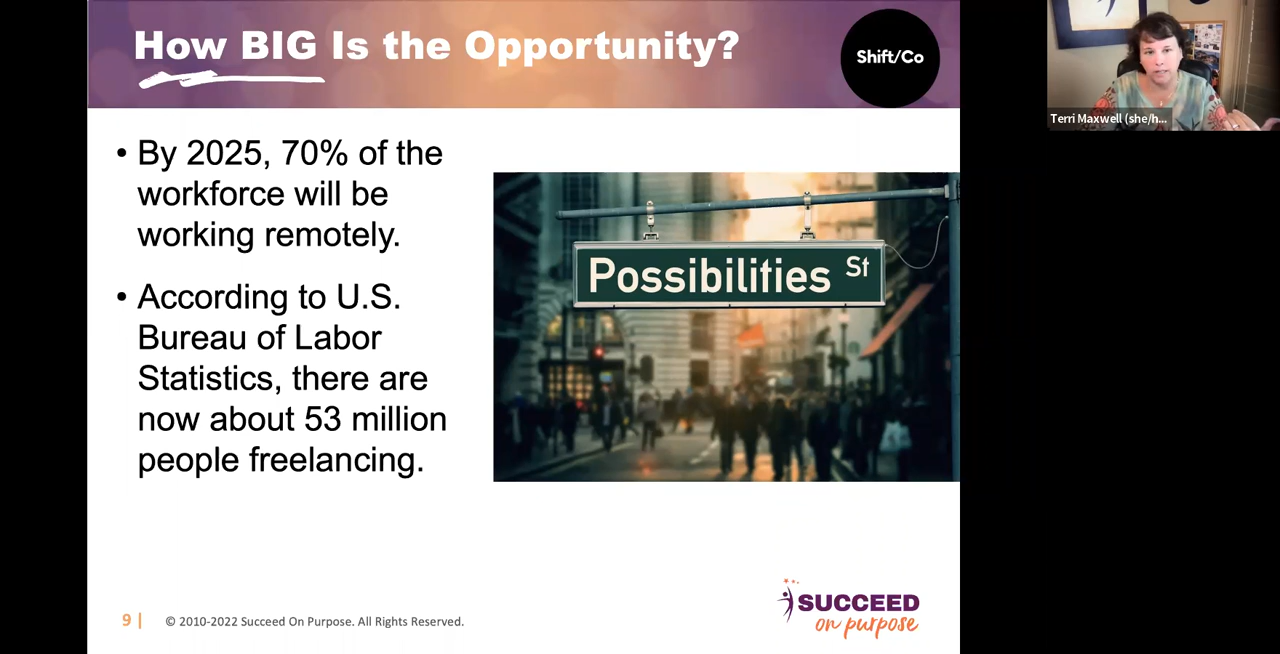 How BIG Is the Opportunity?
Shift/Co
• By 2025, 70% of the
workforce will be
working remotely.
• According to U.S.
Bureau of Labor
Statistics, there are
now about 53 million
people freelancing.
Possibilities St
9 |
© 2010-2022 Succeed On Purpose. All Rights Reserved.
SUCCEED
on purpose
Terri Maxwell (she/h...